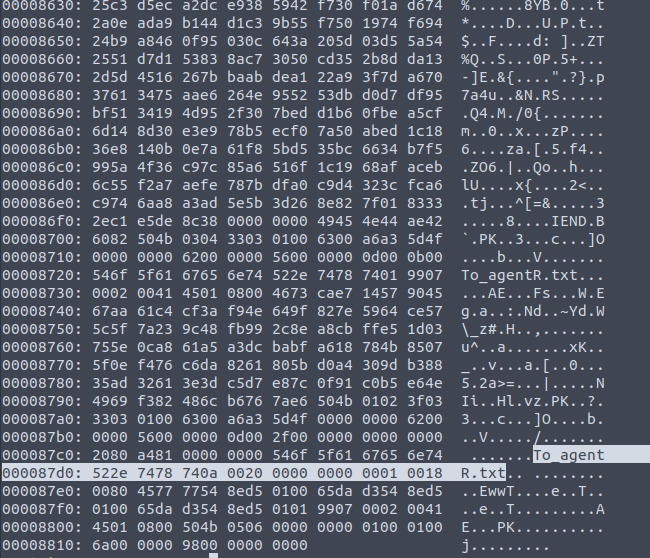 00008630: 25c3 d5ec a2dc e938 5942 f730 f01a d674 %......8YB.0...t
00008640: 2a0e ada9 b144 d1c3 9b55 f750 1974 f694 *....D...U.P.t..
00008650: 24b9 a846 0f95 030c 643a 205d 03d5 5a54 $..F....d: ]..ZT
00008660: 2551 d7d1 5383 8ac7 3050 cd35 2b8d da13 %Q..S...0P.5+...
00008670: 2d5d 4516 267b baab dea1 22a9 3f7d a670 -]E.&{....".?}.p
00008680: 3761 3475 aae6 264e 9552 53db d0d7 df95 7a4u..&N.RS.....
00008690: bf51 3419 4d95 2f30 7bed d1b6 0fbe a5cf .Q4.M./0{.......
000086a0: 6d14 8d30 e3e9 78b5 ecf0 7a50 abed 1c18 m..0..x...zP....
000086b0: 36e8 140b 0e7a 61f8 5bd5 35bc 6634 b7f5 6....za.[.5.f4..
000086c0: 995a 4f36 c97c 85a6 516f 1c19 68af aceb .ZO6.|..Qo..h...
000086d0: 6c55 f2a7 aefe 787b dfa0 c9d4 323c fca6 lU....x{....2<..
000086e0: c974 6aa8 a3ad 5e5b 3d26 8e82 7f01 8333 .tj...^[=&.....3
000086f0: 2ec1 e5de 8c38 0000 0000 4945 4e44 ae42 .....8....IEND.B
00008700: 6082 504b 0304 3303 0100 6300 a6a3 5d4f `.PK..3...c...]O
00008710: 0000 0000 6200 0000 5600 0000 0d00 0b00 ....b...V.......
00008720: 546f 5f61 6765 6e74 522e 7478 7401 9907 To_agentR.txt...
00008730: 0002 0041 4501 0800 4673 cae7 1457 9045 ...AE...Fs...W.E
00008740: 67aa 61c4 cf3a f94e 649f 827e 5964 ce57 g.a..:.Nd..~Yd.W
00008750: 5c5f 7a23 9c48 fb99 2c8e a8cb ffe5 1d03 \_z#.H..,.......
00008760: 755e 0ca8 61a5 a3dc babf a618 784b 8507 u^..a.......xK..
00008770: 5f0e f476 c6da 8261 805b d0a4 309d b388 _..v...a.[..0...
00008780: 35ad 3261 3e3d c5d7 e87c 0f91 c0b5 e64e 5.2a>=...|.....N
00008790: 4969 f382 486c b676 7ae6 504b 0102 3f03 Ii..Hl.vz.PK..?.
000087a0: 3303 0100 6300 a6a3 5d4f 0000 0000 6200 3...c...]O....b.
000087b0: 0000 5600 0000 0d00 2f00 0000 0000 0000 ..V...../.......
000087c0: 2080 a481 0000 0000 546f 5f61 6765 6e74 .......To_agent
000087d0: 522e 7478 740a 0020 0000 0000 0001 0018 R.txt.. ........
000087e0: 0080 4577 7754 8ed5 0100 65da d354 8ed5 ..EwwT....e..T..
000087f0: 0100 65da d354 8ed5 0101 9907 0002 0041 ..e..T.........A
00008800: 4501 0800 504b 0506 0000 0000 0100 0100 E...PK..........
00008810: 6a00 0000 9800 0000 0000 j.........